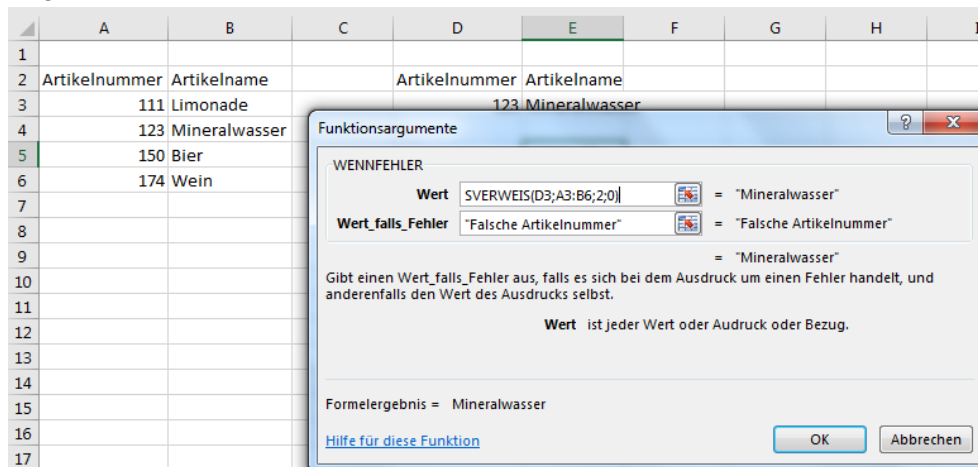 A B C D E F G H
1
2 Artikelnummer Artikelname Artikelnummer Artikelname
3 111 Limonade 123 Mineralwasser
4 123 Mineralwasser
5 150 Bier
6 174 Wein
7
8
9
10
11
12
13
14
15
16
17
Funktionsargumente
WENNFEHLER
Wert SVERWEIS(D3;A3:B6;2;0) = "Mineralwasser"
Wert_falls_Fehler "Falsche Artikelnummer" = "Falsche Artikelnummer"
= "Mineralwasser"
Gibt einen Wert_falls_Fehler aus, falls es sich bei dem Ausdruck um einen Fehler handelt, und
anderenfalls den Wert des Ausdrucks selbst.
Wert ist jeder Wert oder Audruck oder Bezug.
Formelergebnis = Mineralwasser
Hilfe für diese Funktion OK Abbrechen